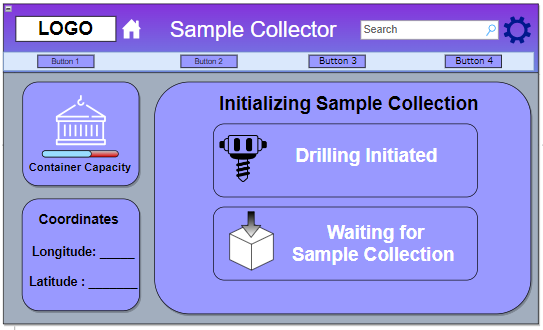 LOGO
Sample Collector
Search
Button 1
Button 2
Button 3
Button 4
Container Capacity
Coordinates
Longitude: _____
Latitude : _______
Initializing Sample Collection
Drilling Initiated
Waiting for
Sample Collection